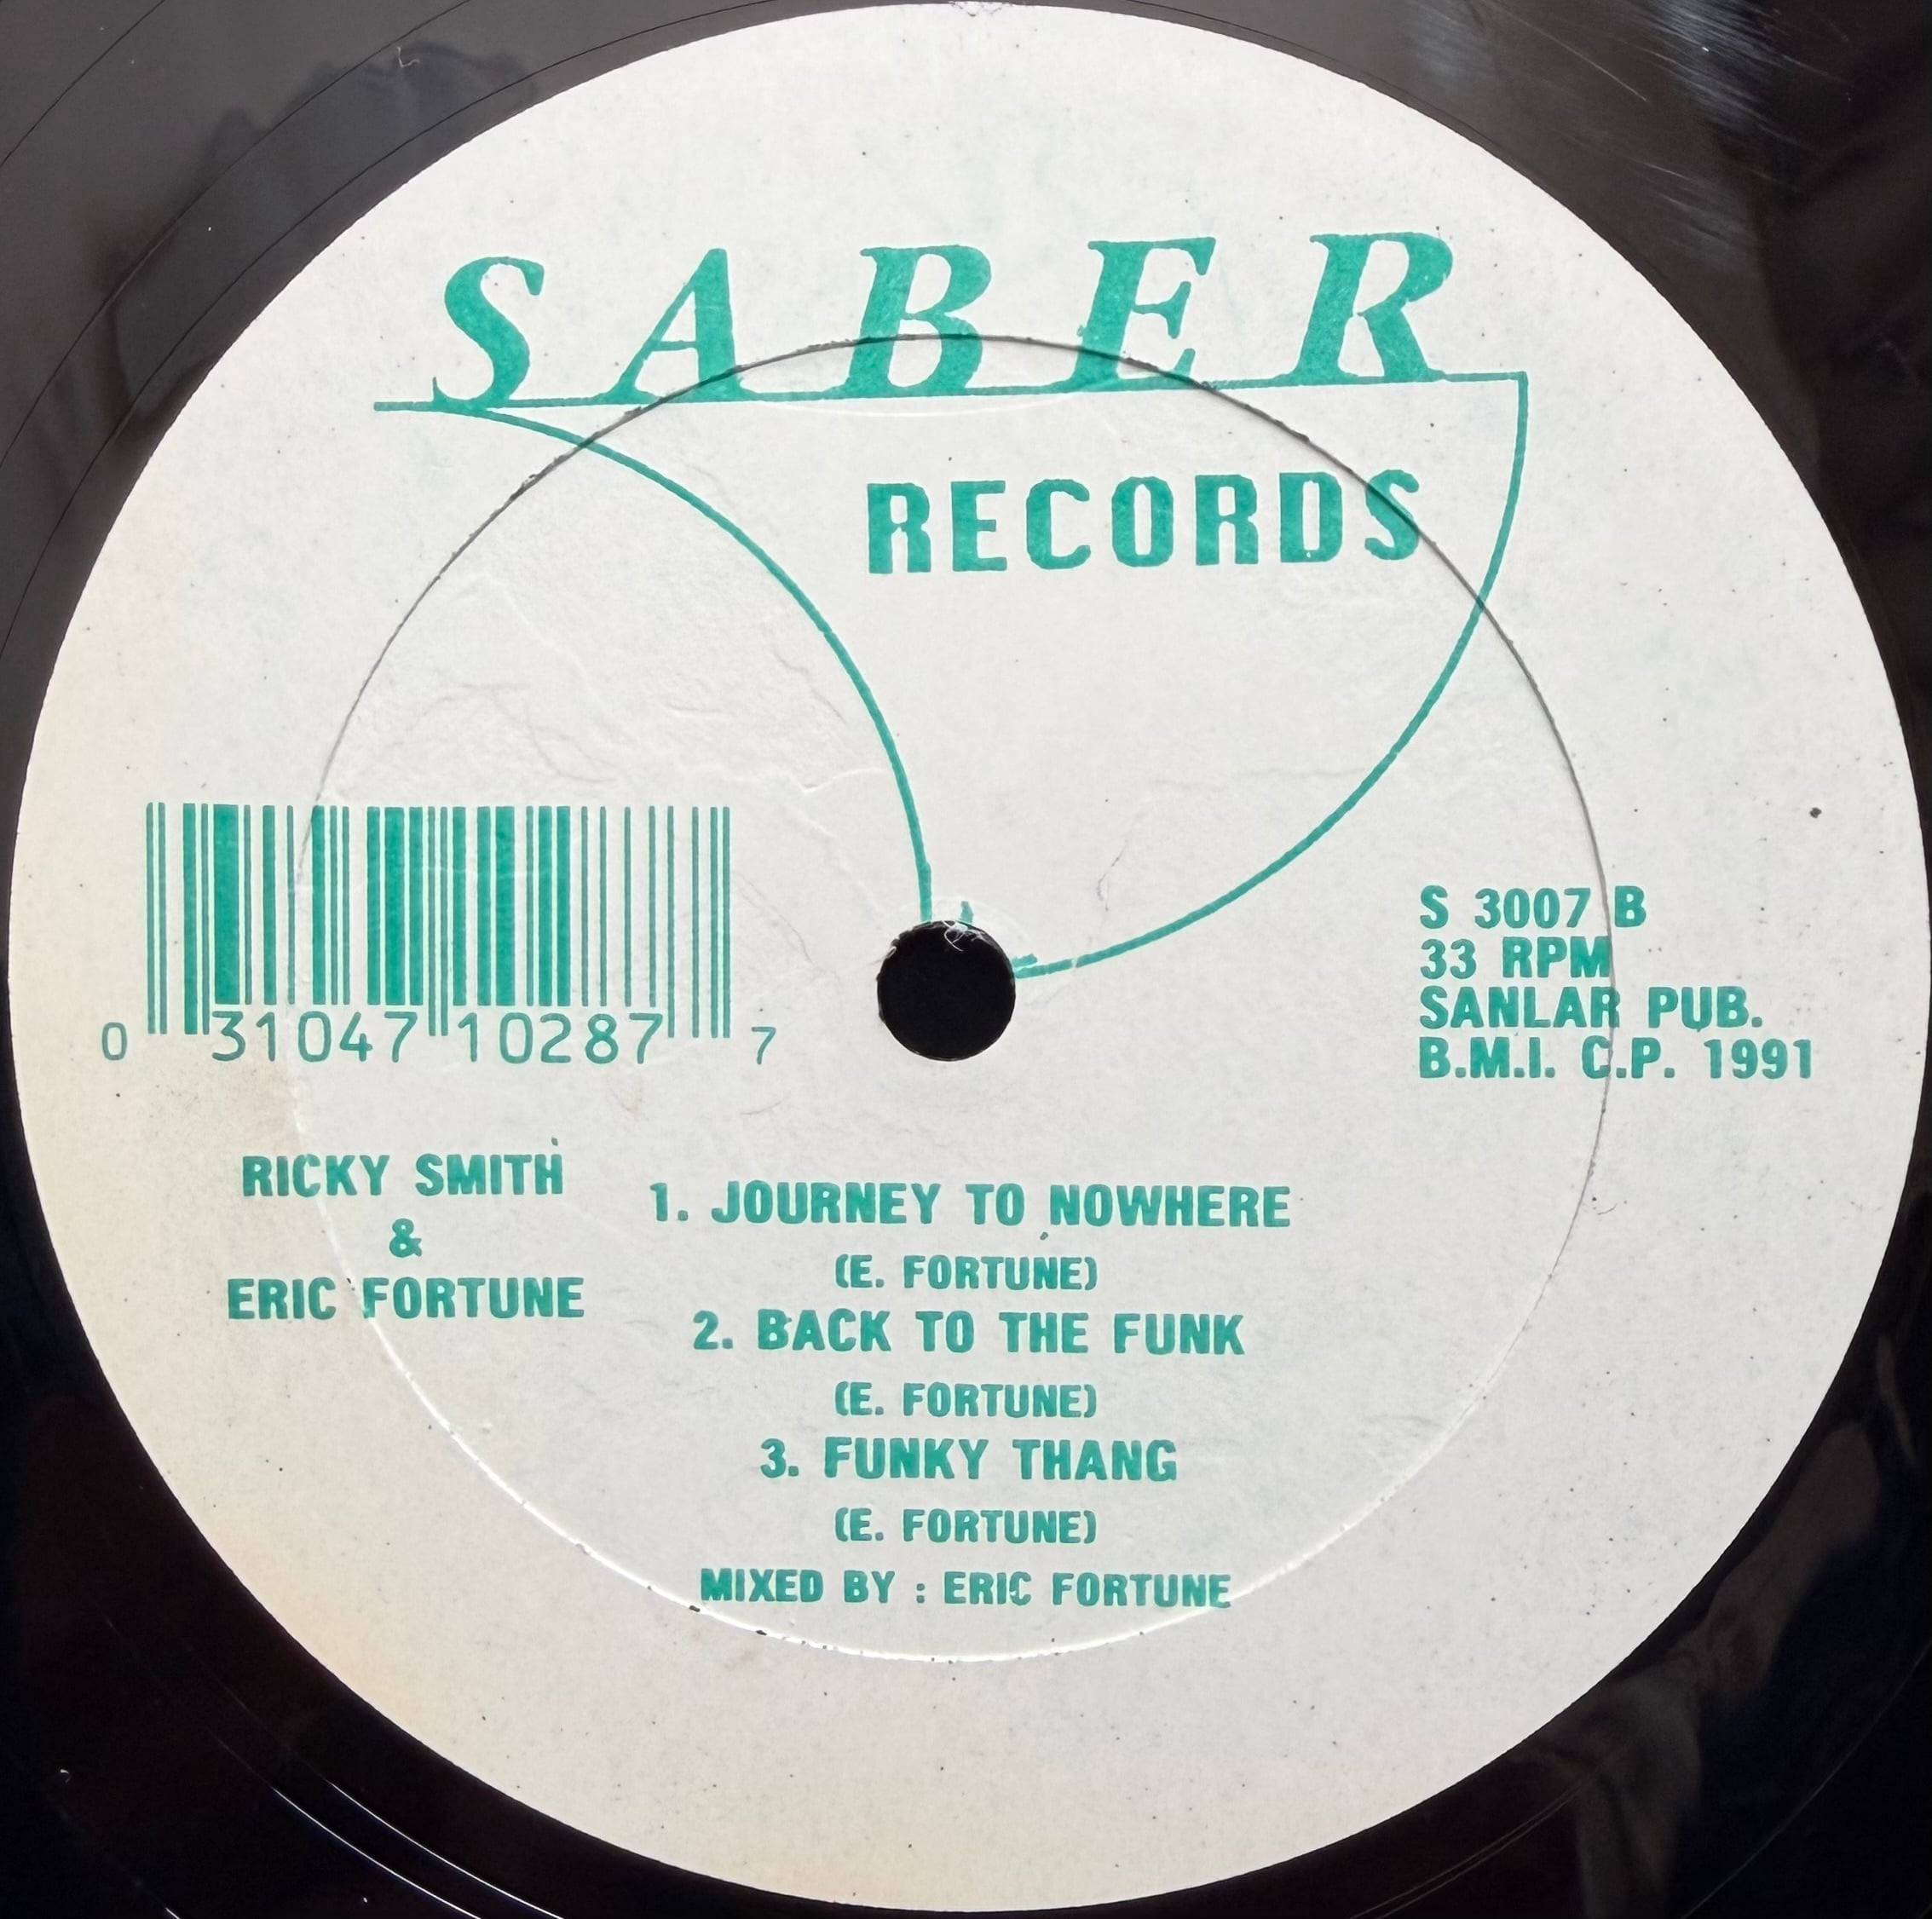 SABER
RECORDS
0 31047 10287 7
S 3007 B
33 RPM
SANLAR PUB.
B.M.I. C.P. 1991
RICKY SMITH
&
ERIC FORTUNE
1. JOURNEY TO NOWHERE
(E. FORTUNE)
2. BACK TO THE FUNK
(E. FORTUNE)
3. FUNKY THANG
(E. FORTUNE)
MIXED BY : ERIC FORTUNE